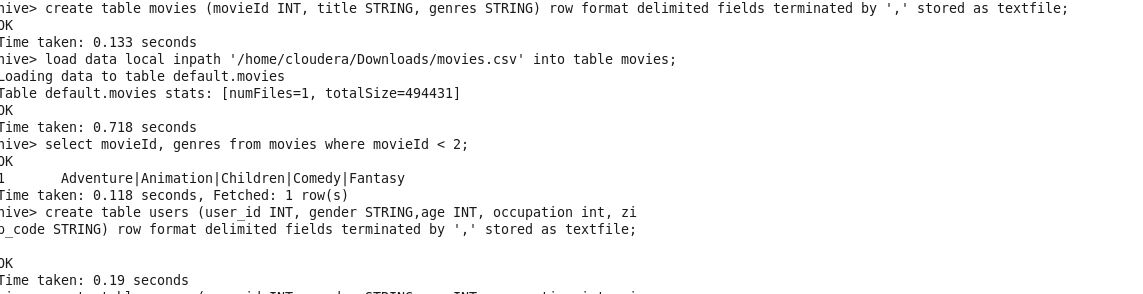 hive> create table movies (movieId INT, title STRING, genres STRING) row format delimited fields terminated by ',' stored as textfile;
OK
Time taken: 0.133 seconds
hive> load data local inpath '/home/cloudera/Downloads/movies.csv' into table movies;
Loading data to table default.movies
Table default.movies stats: [numFiles=1, totalSize=494431]
OK
Time taken: 0.718 seconds
hive> select movieId, genres from movies where movieId < 2;
OK
1       Adventure|Animation|Children|Comedy|Fantasy
Time taken: 0.118 seconds, Fetched: 1 row(s)
hive> create table users (user_id INT, gender STRING,age INT, occupation int, zi
p_code STRING) row format delimited fields terminated by ',' stored as textfile;
OK
Time taken: 0.19 seconds